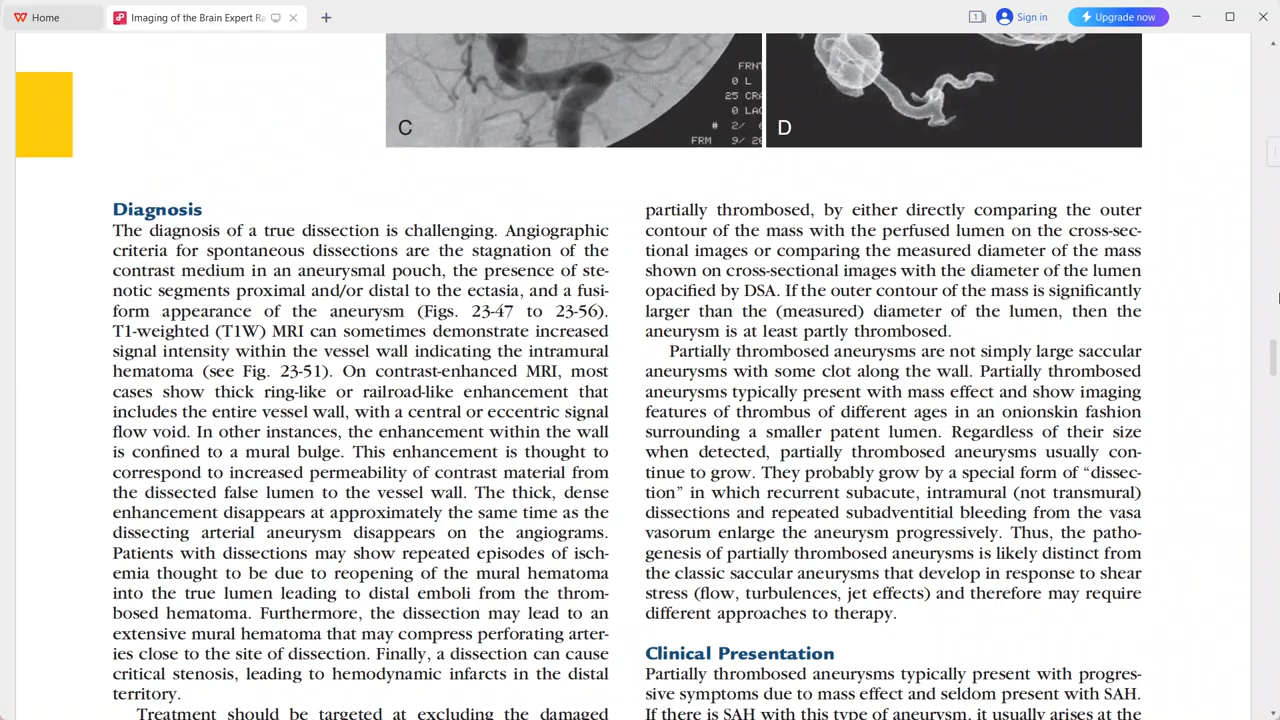 Home
Imaging of the Brain Expert Ra
1
Sign in
Upgrade now
FRNT
0 L
25 CRA
0 LAO
# 2/ 6
FRM 9/ 20
C
D
Diagnosis
The diagnosis of a true dissection is challenging. Angiographic
criteria for spontaneous dissections are the stagnation of the
contrast medium in an aneurysmal pouch, the presence of ste-
notic segments proximal and/or distal to the ectasia, and a fusi-
form appearance of the aneurysm (Figs. 23-47 to 23-56).
T1-weighted (T1W) MRI can sometimes demonstrate increased
signal intensity within the vessel wall indicating the intramural
hematoma (see Fig. 23-51). On contrast-enhanced MRI, most
cases show thick ring-like or railroad-like enhancement that
includes the entire vessel wall, with a central or eccentric signal
flow void. In other instances, the enhancement within the wall
is confined to a mural bulge. This enhancement is thought to
correspond to increased permeability of contrast material from
the dissected false lumen to the vessel wall. The thick, dense
enhancement disappears at approximately the same time as the
dissecting arterial aneurysm disappears on the angiograms.
Patients with dissections may show repeated episodes of isch-
emia thought to be due to reopening of the mural hematoma
into the true lumen leading to distal emboli from the throm-
bosed hematoma. Furthermore, the dissection may lead to an
extensive mural hematoma that may compress perforating arter-
ies close to the site of dissection. Finally, a dissection can cause
critical stenosis, leading to hemodynamic infarcts in the distal
territory.
Treatment should be targeted at excluding the damaged
partially thrombosed, by either directly comparing the outer
contour of the mass with the perfused lumen on the cross-sec-
tional images or comparing the measured diameter of the mass
shown on cross-sectional images with the diameter of the lumen
opacified by DSA. If the outer contour of the mass is significantly
larger than the (measured) diameter of the lumen, then the
aneurysm is at least partly thrombosed.
Partially thrombosed aneurysms are not simply large saccular
aneurysms with some clot along the wall. Partially thrombosed
aneurysms typically present with mass effect and show imaging
features of thrombus of different ages in an onionskin fashion
surrounding a smaller patent lumen. Regardless of their size
when detected, partially thrombosed aneurysms usually con-
tinue to grow. They probably grow by a special form of “dissec-
tion” in which recurrent subacute, intramural (not transmural)
dissections and repeated subadventitial bleeding from the vasa
vasorum enlarge the aneurysm progressively. Thus, the patho-
genesis of partially thrombosed aneurysms is likely distinct from
the classic saccular aneurysms that develop in response to shear
stress (flow, turbulences, jet effects) and therefore may require
different approaches to therapy.
Clinical Presentation
Partially thrombosed aneurysms typically present with progres-
sive symptoms due to mass effect and seldom present with SAH.
If there is SAH with this type of aneurysm, it usually arises at the